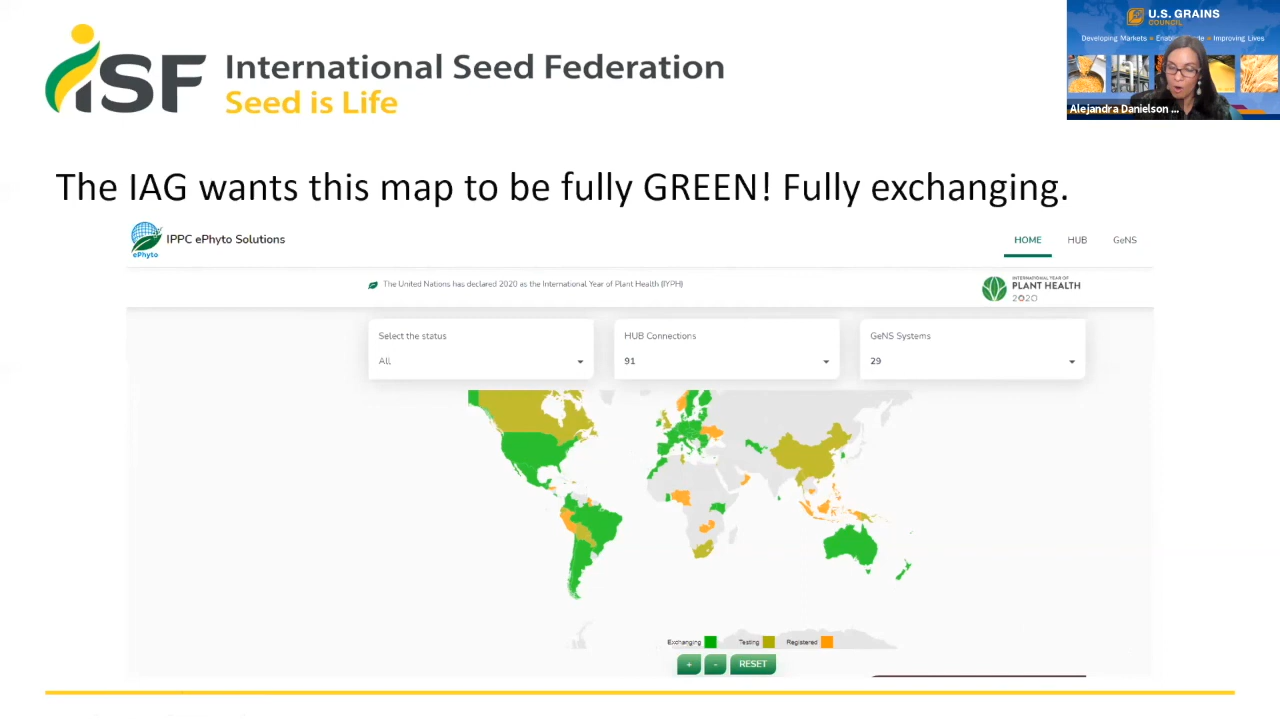 iSF International Seed Federation
Seed is Life
U.S. GRAINS
COUNCIL
Developing Markets Enabling Trade Improving Lives
Alejandra Danielson ...
The IAG wants this map to be fully GREEN! Fully exchanging.
ePhyto
IPPC ePhyto Solutions
HOME HUB GeNS
The United Nations has declared 2020 as the International Year of Plant Health (IYPH)
INTERNATIONAL YEAR OF
PLANT HEALTH
2020
Select the status HUB Connections GeNS Systems
All 91 29
Exchanging Testing Registered
+ - RESET